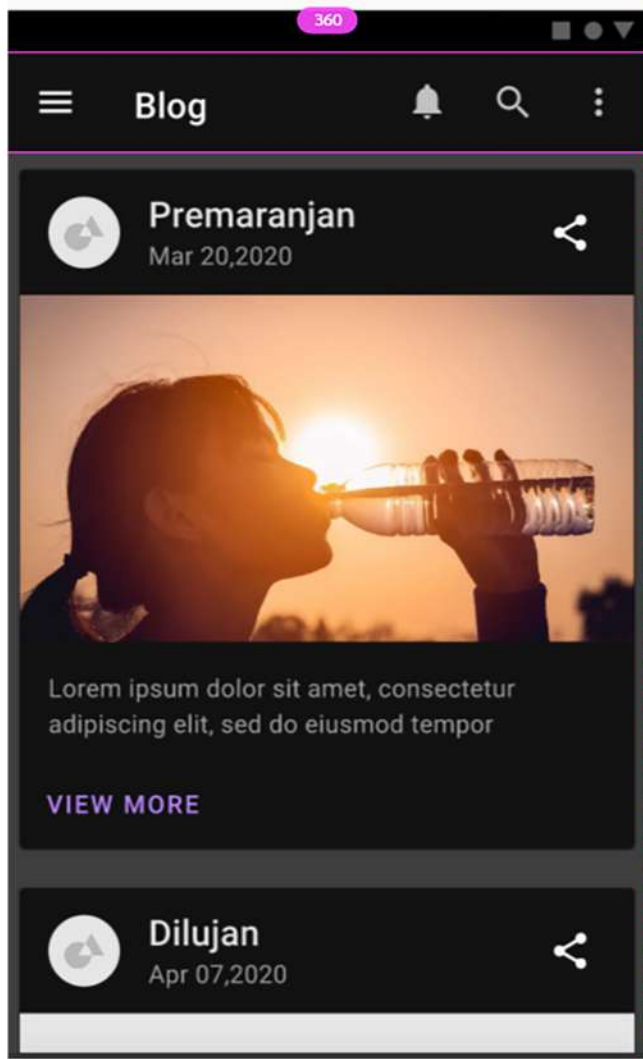 360
Blog
Premaranjan
Mar 20,2020
Lorem ipsum dolor sit amet, consectetur
adipiscing elit, sed do eiusmod tempor
VIEW MORE
Dilujan
Apr 07,2020